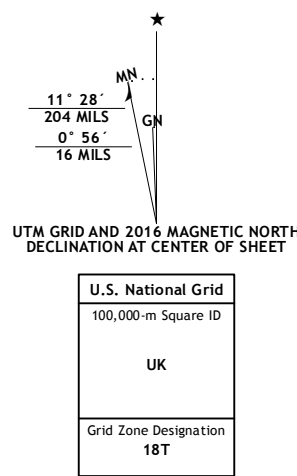 ★
MN
GN
11° 28´
204 MILS
0° 56´
16 MILS
UTM GRID AND 2016 MAGNETIC NORTH
DECLINATION AT CENTER OF SHEET
U.S. National Grid
100,000-m Square ID
UK
Grid Zone Designation
18T